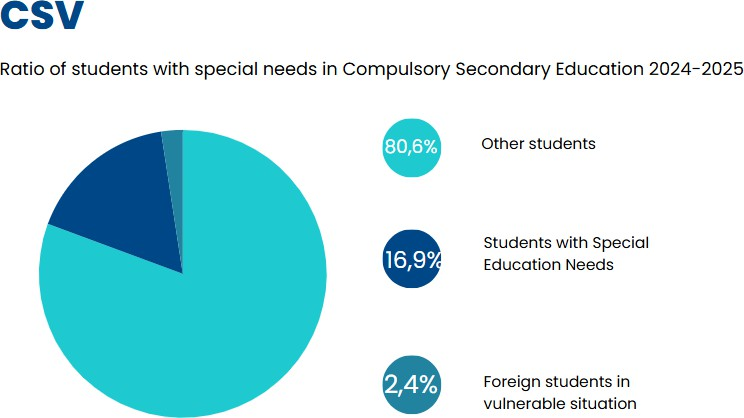 CSV
Ratio of students with special needs in Compulsory Secondary Education 2024-2025
80,6%
Other students
16,9%
Students with Special
Education Needs
2,4%
Foreign students in
vulnerable situation